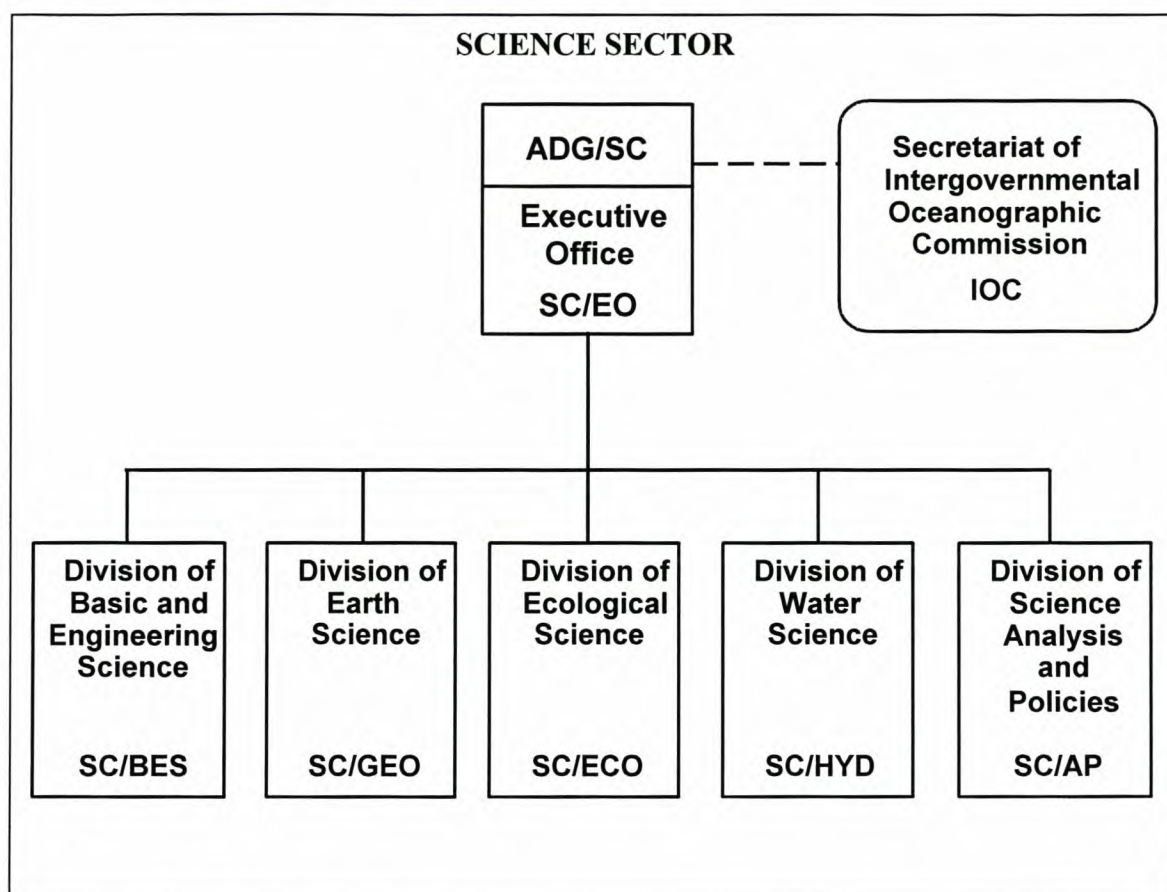 SCIENCE SECTOR
ADG/SC
Executive
Office
SC/EO
Secretariat of
Intergovernmental
Oceanographic
Commission
IOC
Division of
Basic and
Engineering
Science
SC/BES
Division of
Earth
Science
SC/GEO
Division of
Ecological
Science
SC/ECO
Division of
Water
Science
SC/HYD
Division of
Science
Analysis
and
Policies
SC/AP